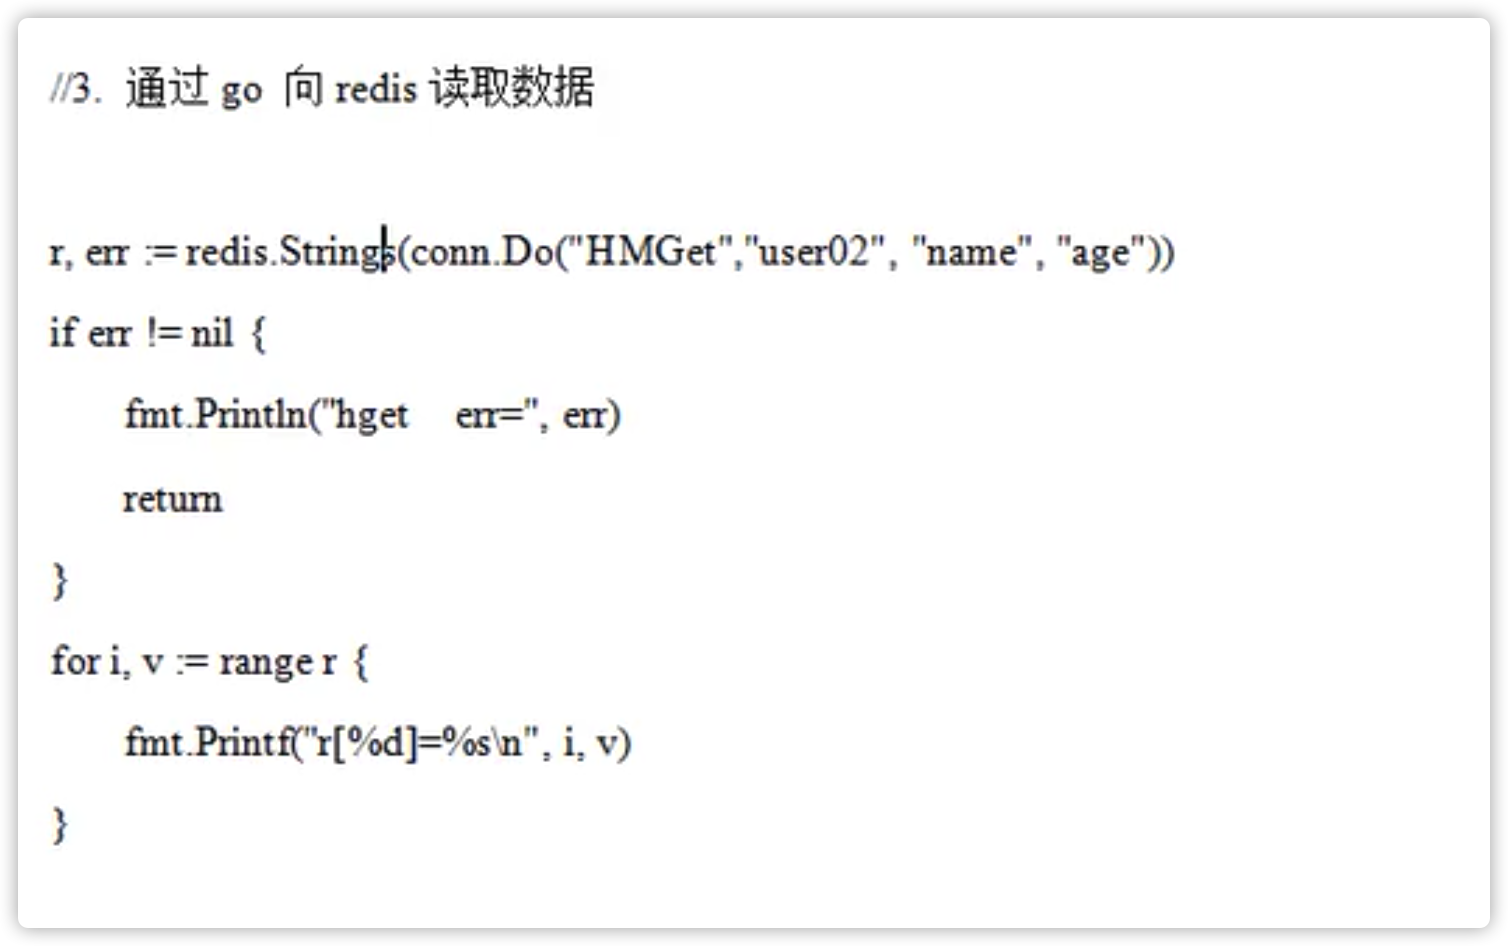 //3. 通过 go 向 redis 读取数据
r, err := redis.Strings(conn.Do("HMGet","user02", "name", "age"))
if err != nil {
fmt.Println("hget err=", err)
return
}
for i, v := range r {
fmt.Printf("r[%d]=%s\n", i, v)
}